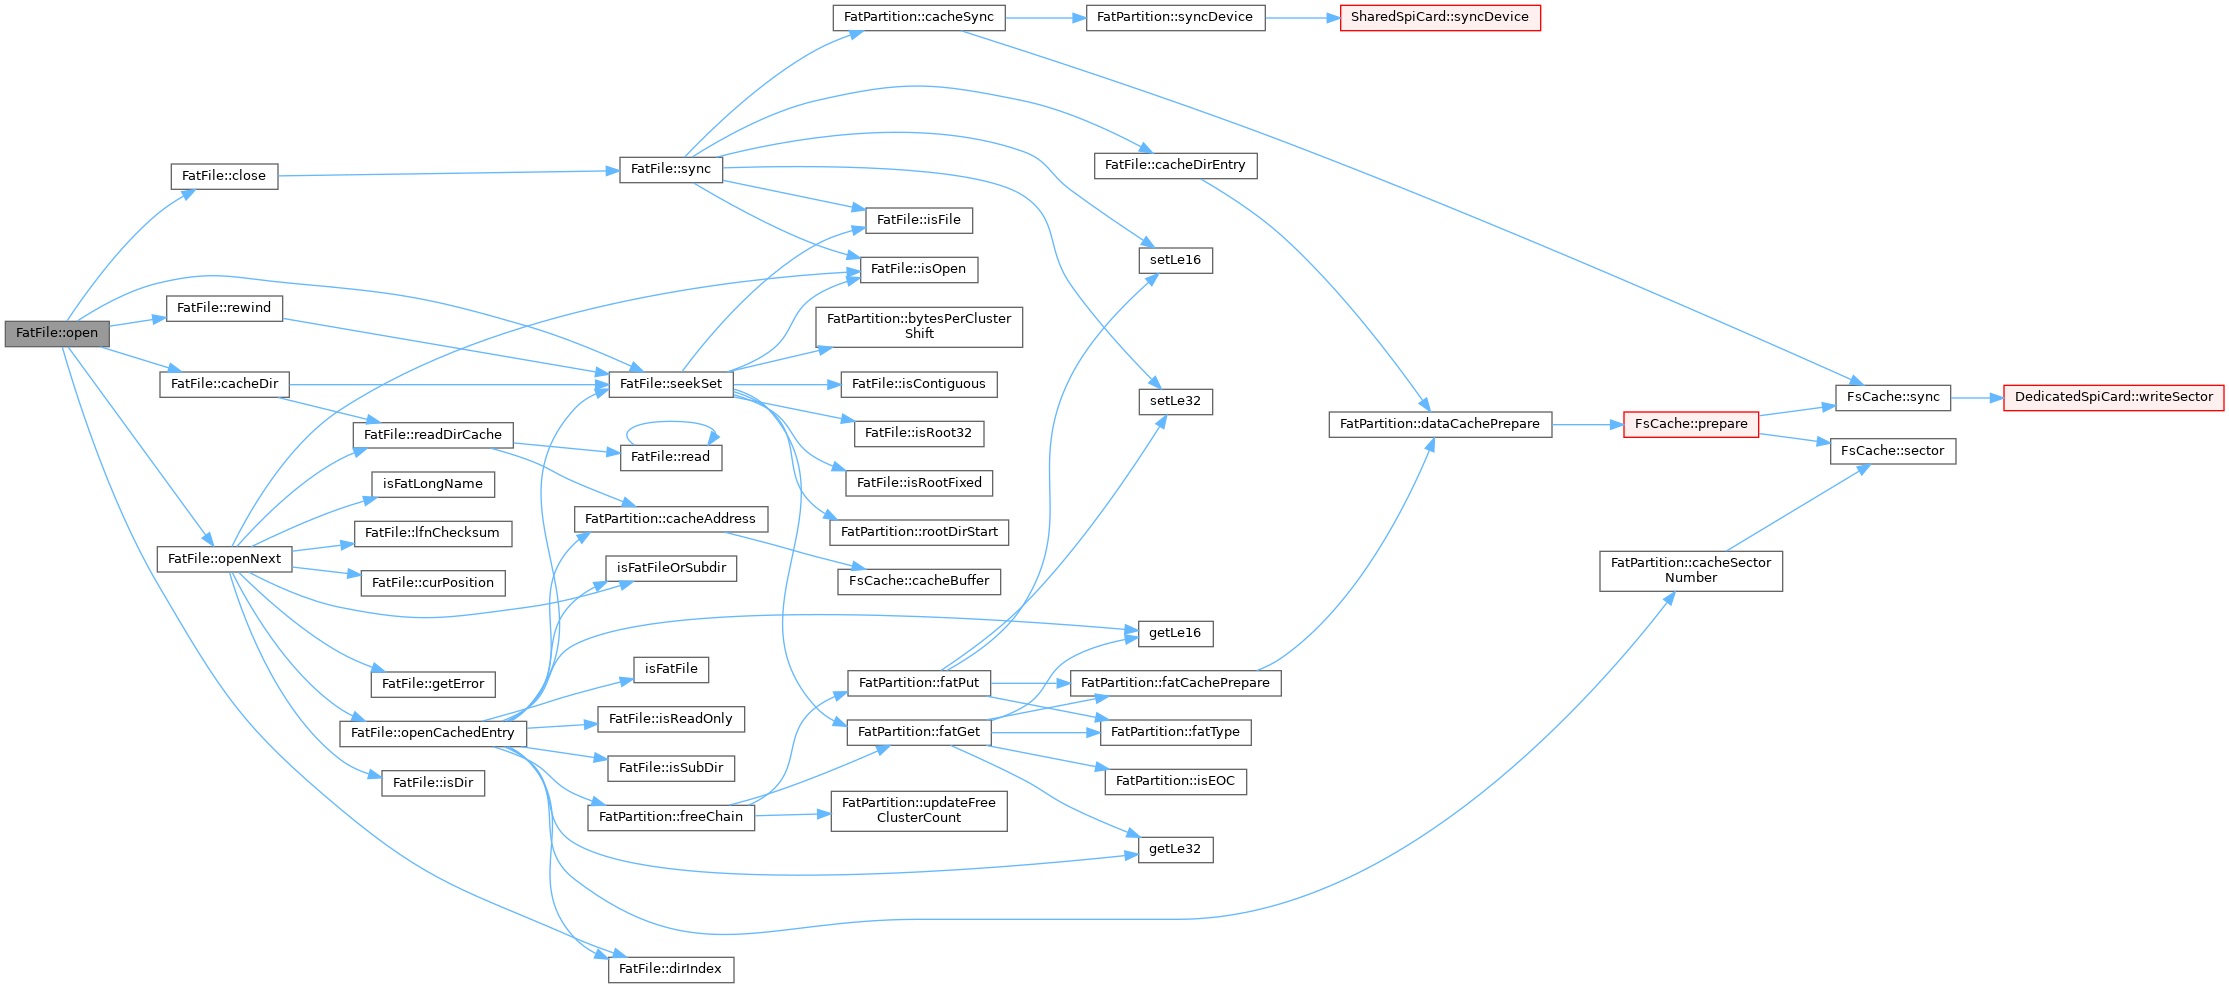 FatFile::open
FatFile::close
FatFile::rewind
FatFile::cacheDir
FatFile::openNext
FatFile::readDirCache
isFatLongName
FatFile::lfnChecksum
FatFile::curPosition
FatFile::getError
FatFile::openCachedEntry
FatFile::isDir
FatFile::sync
FatFile::seekSet
FatFile::read
FatPartition::cacheAddress
isFatFileOrSubdir
isFatFile
FatFile::isReadOnly
FatFile::isSubDir
FatPartition::freeChain
FatFile::dirIndex
FatPartition::cacheSync
FatFile::isFile
FatFile::isOpen
FatPartition::bytesPerCluster
Shift
FatFile::isContiguous
FatFile::isRoot32
FatFile::isRootFixed
FatPartition::rootDirStart
FsCache::cacheBuffer
FatPartition::fatPut
FatPartition::fatGet
FatPartition::updateFree
ClusterCount
FatPartition::syncDevice
FatFile::cacheDirEntry
setLe16
setLe32
getLe16
FatPartition::fatCachePrepare
FatPartition::fatType
FatPartition::isEOC
getLe32
SharedSpiCard::syncDevice
FatPartition::dataCachePrepare
FsCache::prepare
FatPartition::cacheSector
Number
FsCache::sync
FsCache::sector
DedicatedSpiCard::writeSector